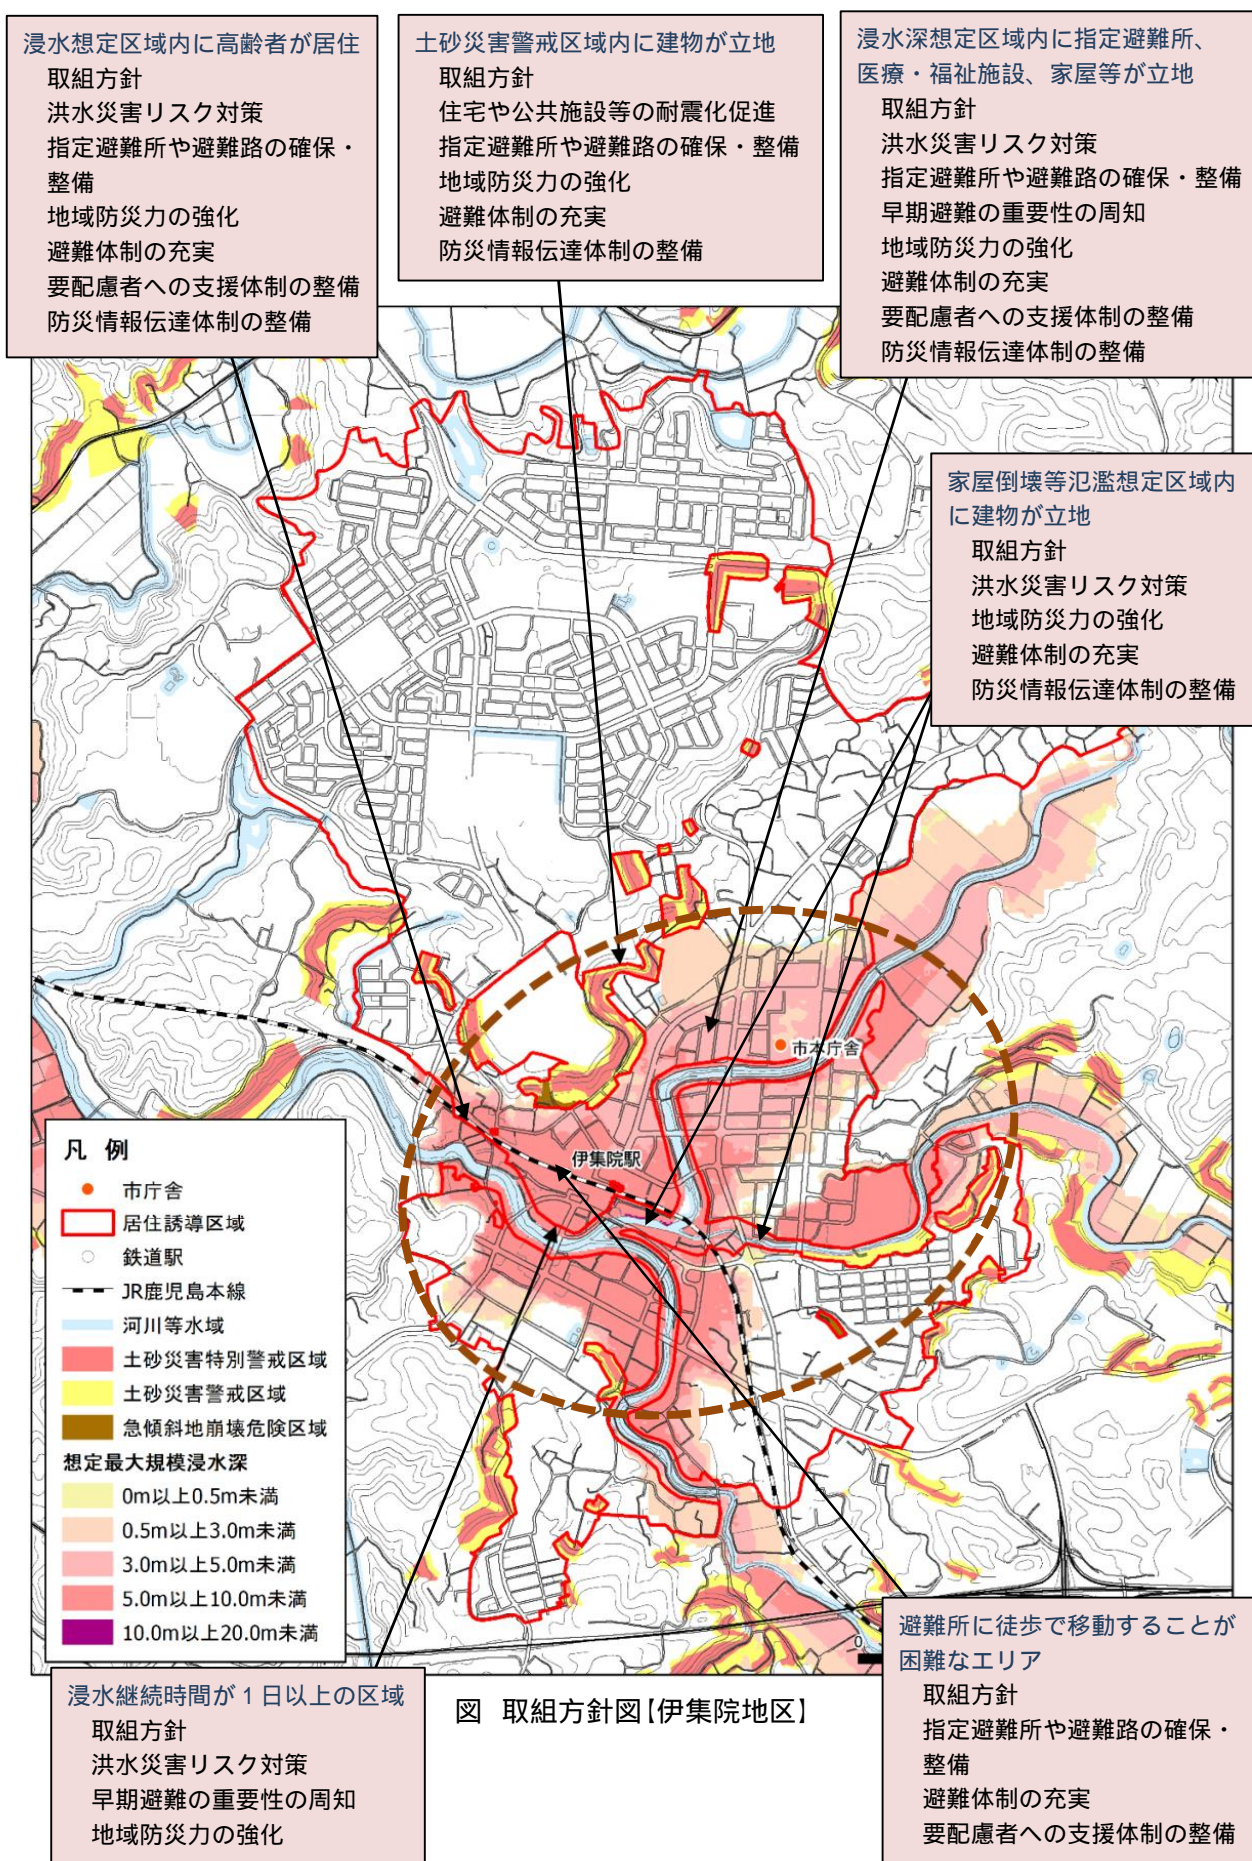 浸水想定区域内に高齢者が居住
取組方針
洪水災害リスク対策
指定避難所や避難路の確保・
整備
地域防災力の強化
避難体制の充実
要配慮者への支援体制の整備
防災情報伝達体制の整備
土砂災害警戒区域内に建物が立地
取組方針
住宅や公共施設等の耐震化促進
指定避難所や避難路の確保・整備
地域防災力の強化
避難体制の充実
防災情報伝達体制の整備
浸水深想定区域内に指定避難所、
医療・福祉施設、家屋等が立地
取組方針
洪水災害リスク対策
指定避難所や避難路の確保・整備
早期避難の重要性の周知
地域防災力の強化
避難体制の充実
要配慮者への支援体制の整備
防災情報伝達体制の整備
家屋倒壊等氾濫想定区域内
に建物が立地
取組方針
洪水災害リスク対策
地域防災力の強化
避難体制の充実
防災情報伝達体制の整備
市本庁舎
伊集院駅
凡 例
市庁舎
居住誘導区域
鉄道駅
JR鹿児島本線
河川等水域
土砂災害特別警戒区域
土砂災害警戒区域
急傾斜地崩壊危険区域
想定最大規模浸水深
0m以上0.5m未満
0.5m以上3.0m未満
3.0m以上5.0m未満
5.0m以上10.0m未満
10.0m以上20.0m未満
0
避難所に徒歩で移動することが
困難なエリア
取組方針
指定避難所や避難路の確保・
整備
避難体制の充実
要配慮者への支援体制の整備
浸水継続時間が1日以上の区域
取組方針
洪水災害リスク対策
早期避難の重要性の周知
地域防災力の強化
図 取組方針図【伊集院地区】